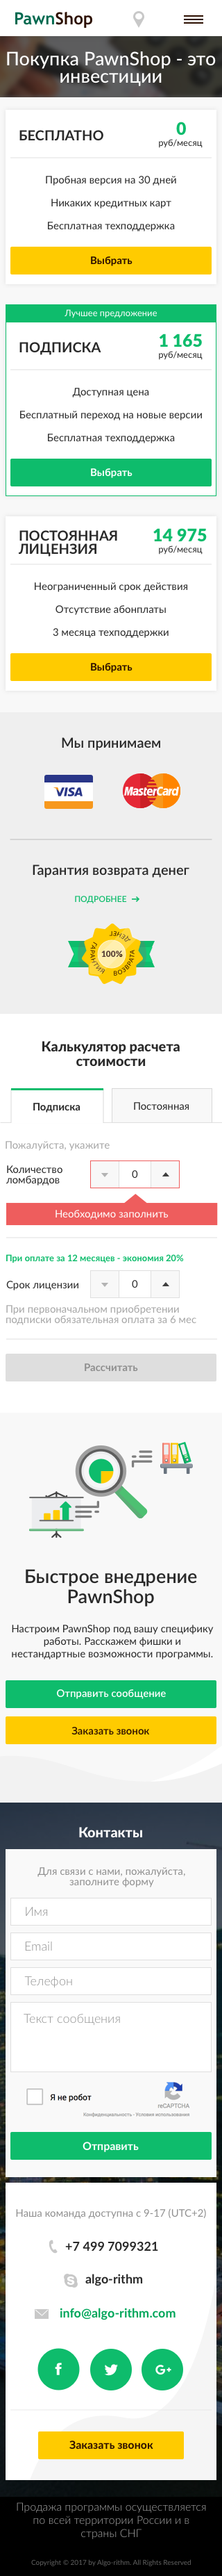 PawnShop
Покупка PawnShop - это
инвестиции
БЕСПЛАТНО
0
руб/месяц
Пробная версия на 30 дней
Никаких кредитных карт
Бесплатная техподдержка
Выбрать
Лучшее предложение
ПОДПИСКА
1 165
руб/месяц
Доступная цена
Бесплатный переход на новые версии
Бесплатная техподдержка
Выбрать
ПОСТОЯННАЯ
ЛИЦЕНЗИЯ
14 975
руб/месяц
Неограниченный срок действия
Отсутствие абонплаты
3 месяца техподдержки
Выбрать
Мы принимаем
VISA
MasterCard
Гарантия возврата денег
ПОДРОБНЕЕ →
ГАРАНТИЯ ВОЗВРАТА ДЕНЕГ
100%
Калькулятор расчета
стоимости
Подписка
Постоянная
Пожалуйста, укажите
Количество
ломбардов
0
Необходимо заполнить
При оплате за 12 месяцев - экономия 20%
Срок лицензии
0
При первоначальном приобретении
подписки обязательная оплата за 6 мес
Рассчитать
Быстрое внедрение
PawnShop
Настроим PawnShop под вашу специфику
работы. Расскажем фишки и
нестандартные возможности программы.
Отправить сообщение
Заказать звонок
Контакты
Для связи с нами, пожалуйста,
заполните форму
Имя
Email
Телефон
Текст сообщения
Я не робот
reCAPTCHA
Конфиденциальность - Условия использования
Отправить
Наша команда доступна с 9-17 (UTC+2)
+7 499 7099321
algo-rithm
info@algo-rithm.com
f
G+
Заказать звонок
Продажа программы осуществляется
по всей территории России и в
страны СНГ
Copyright © 2017 by Algo-rithm. All Rights Reserved